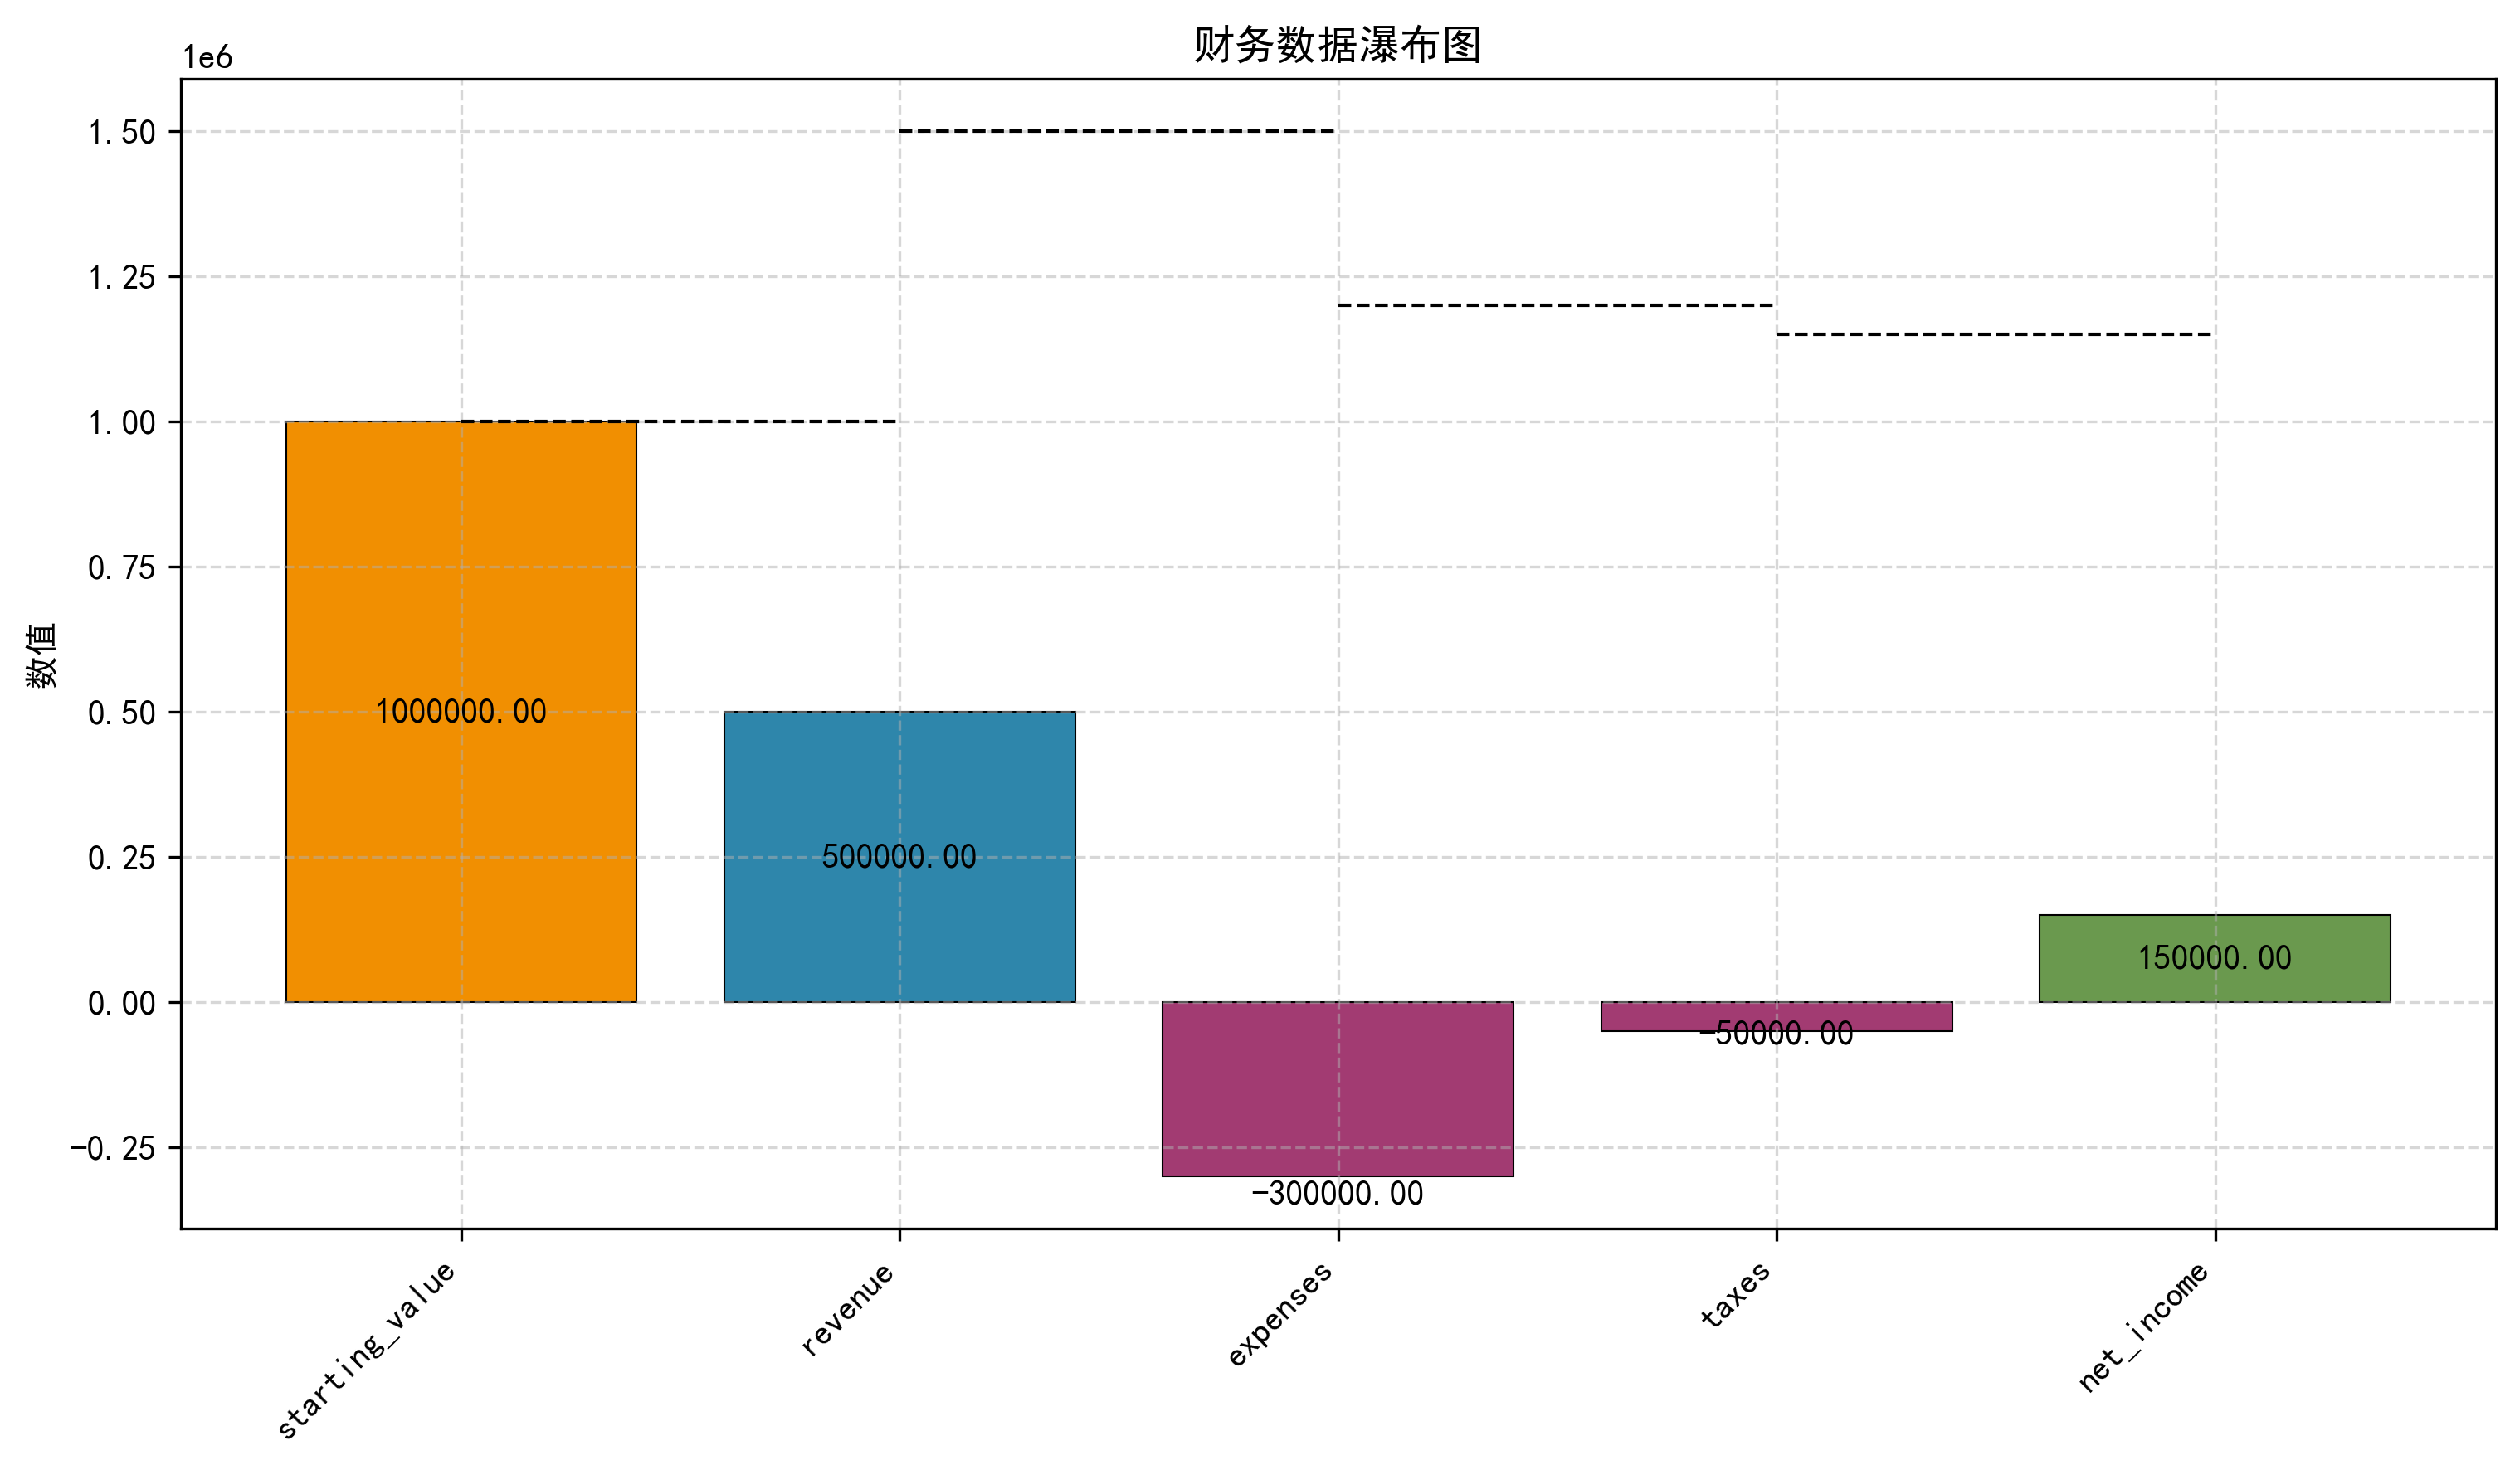 财务数据瀑布图
1e6
1.50
1.25
1.00
0.75
0.50
0.25
0.00
−0.25
数值
1000000.00
500000.00
−300000.00
−50000.00
150000.00
starting_value
revenue
expenses
taxes
net_income